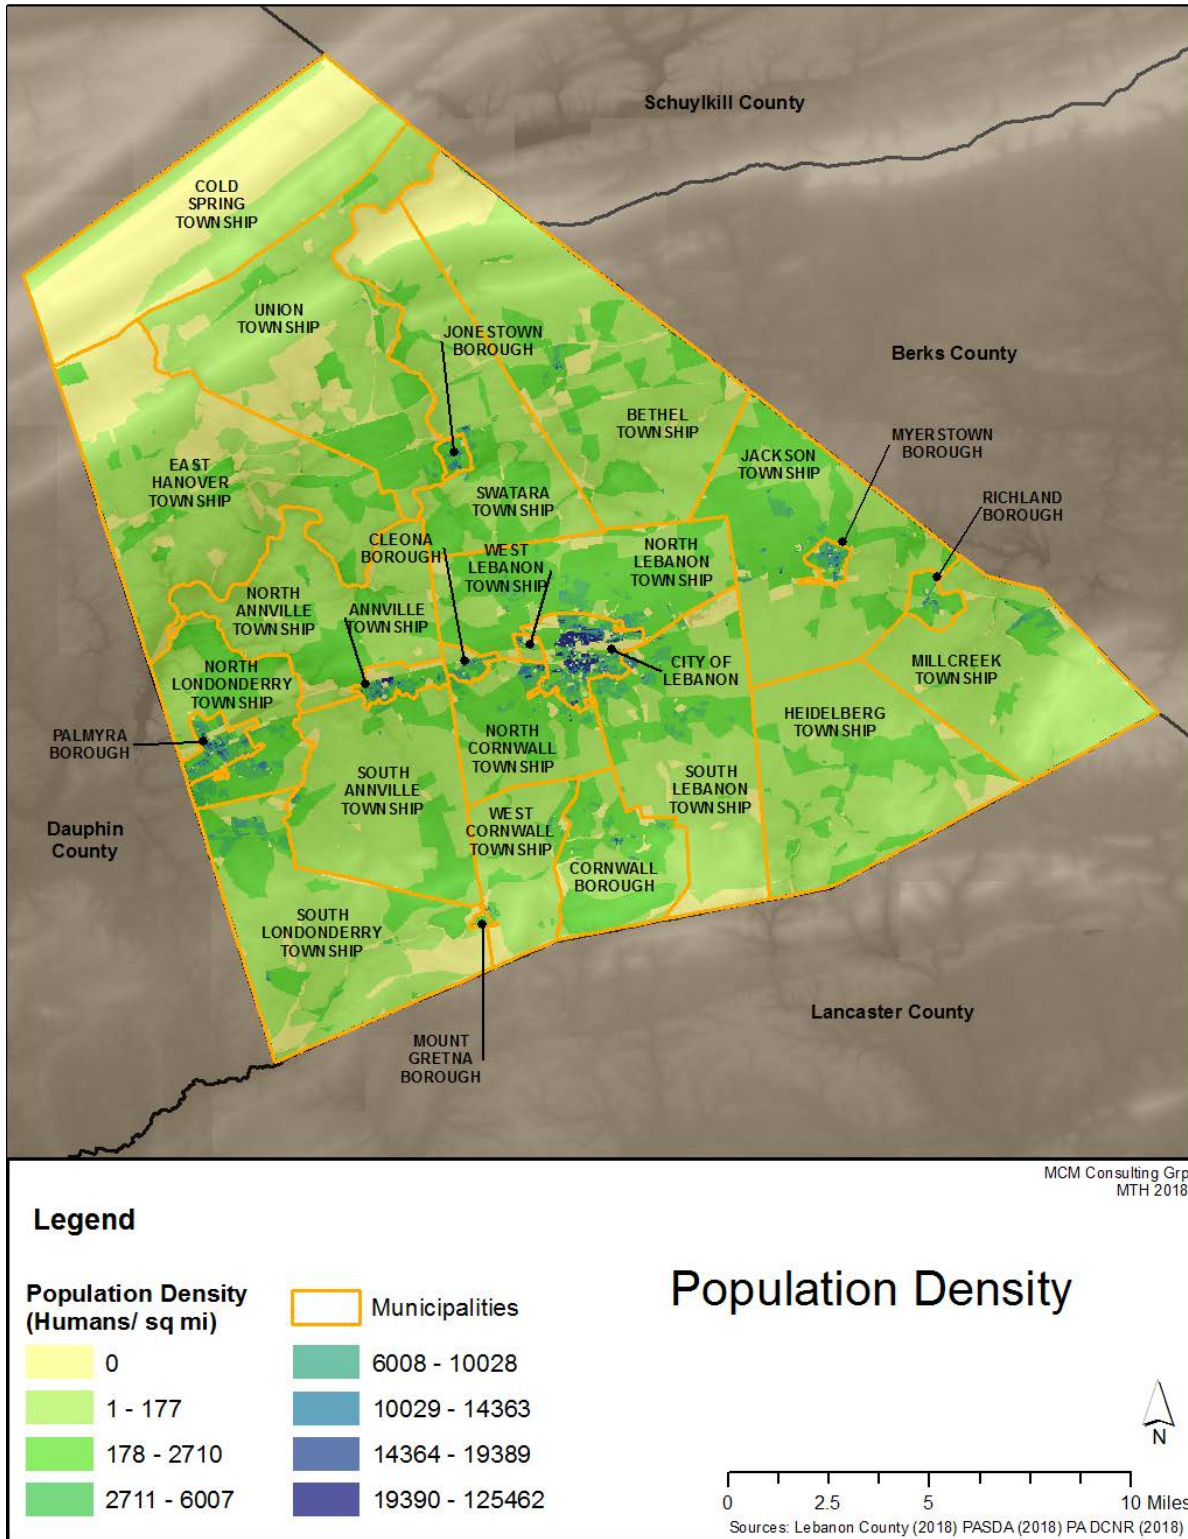 Schuylkill County
COLD
SPRING
TOWNSHIP
UNION
TOWNSHIP
JONESTOWN
BOROUGH
Berks County
BETHEL
TOWNSHIP
MYERSTOWN
BOROUGH
JACKSON
TOWNSHIP
EAST
HANOVER
TOWNSHIP
RICHLAND
BOROUGH
SWATARA
TOWNSHIP
CLEONA
BOROUGH
WEST
LEBANON
TOWNSHIP
NORTH
LEBANON
TOWNSHIP
NORTH
ANNVILLE
TOWNSHIP
ANNVILLE
TOWNSHIP
NORTH
LONDONDERRY
TOWNSHIP
CITY OF
LEBANON
MILLCREEK
TOWNSHIP
HEIDELBERG
TOWNSHIP
PALMYRA
BOROUGH
NORTH
CORNWALL
TOWNSHIP
SOUTH
ANNVILLE
TOWNSHIP
SOUTH
LEBANON
TOWNSHIP
Dauphin
County
WEST
CORNWALL
TOWNSHIP
CORNWALL
BOROUGH
SOUTH
LONDONDERRY
TOWNSHIP
Lancaster County
MOUNT
GRETNA
BOROUGH
MCM Consulting Grp
MTH 2018
Legend
Population Density
(Humans/ sq mi)
0
1 - 177
178 - 2710
2711 - 6007
Municipalities
6008 - 10028
10029 - 14363
14364 - 19389
19390 - 125462
Population Density
N
0 2.5 5 10 Miles
Sources: Lebanon County (2018) PASDA (2018) PA DCNR (2018)